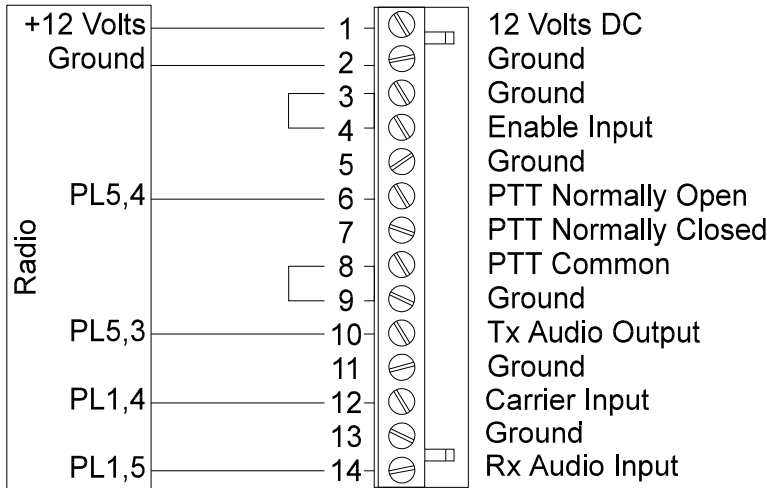 +12 Volts 1 12 Volts DC
Ground 2 Ground
3 Ground
4 Enable Input
5 Ground
PL5,4 6 PTT Normally Open
7 PTT Normally Closed
8 PTT Common
9 Ground
PL5,3 10 Tx Audio Output
11 Ground
PL1,4 12 Carrier Input
13 Ground
PL1,5 14 Rx Audio Input
Radio